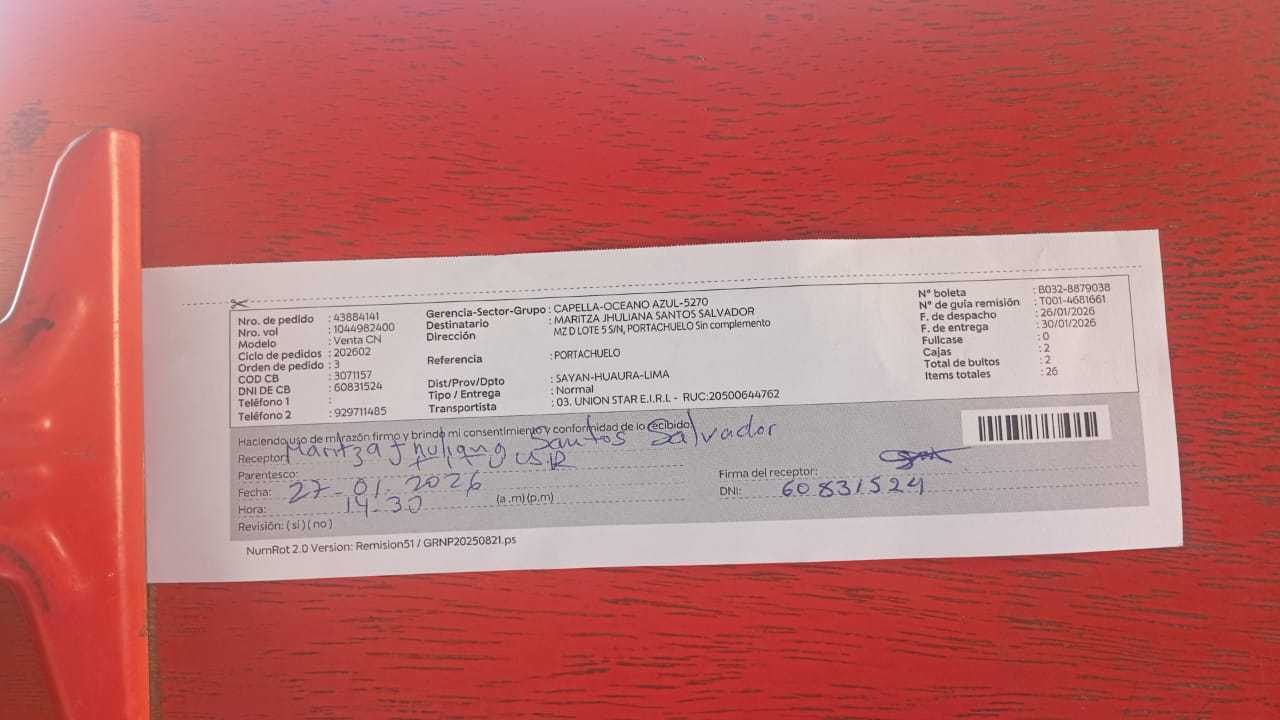 Nro. de pedido : 43884141
Nro. vol : 1044982400
Modelo : Venta CN
Ciclo de pedidos : 202602
Orden de pedido : 3
COD CB : 3071157
DNI DE CB : 60831524
Teléfono 1 :
Teléfono 2 : 929711485
Gerencia-Sector-Grupo : CAPELLA-OCEANO AZUL-5270
Destinatario : MARITZA JHULIANA SANTOS SALVADOR
Dirección : MZ D LOTE 5 S/N, PORTACHUELO Sin complemento
Referencia : PORTACHUELO
Dist/Prov/Dpto : SAYAN-HUAURA-LIMA
Tipo / Entrega : Normal
Transportista : 03. UNION STAR E.I.R.L - RUC:20500644762
N° boleta : B032-8879038
N° de guía remisión : T001-4681661
F. de despacho : 26/01/2026
F. de entrega : 30/01/2026
Fullcase : 0
Cajas : 2
Total de bultos : 2
Items totales : 26
Haciendo uso de mi razón firmo y brindo mi consentimiento y conformidad de lo recibido
Receptor: Maritza Jhuliana Santos Salvador
Parentesco:
Fecha: 27-01.2026
Hora: 14-30 (a .m) (p.m)
Revisión: ( si ) ( no )
Firma del receptor:
DNI: 60831524
NumRot 2.0 Version: Remision51 / GRNP20250821.ps